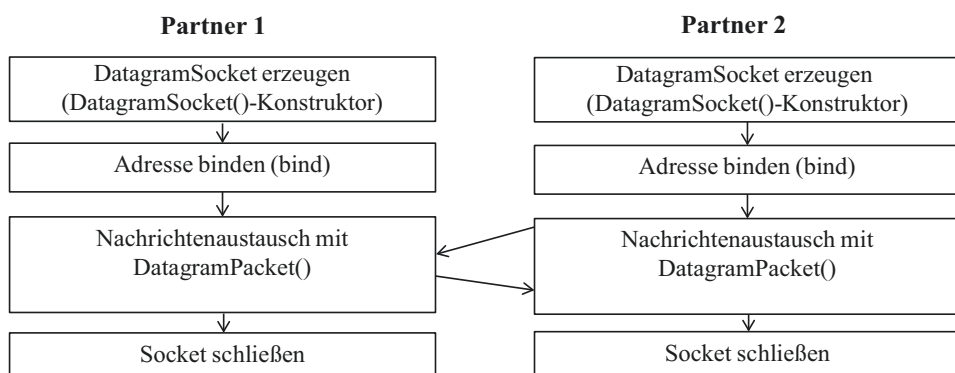 Partner 1
DatagramSocket erzeugen
(DatagramSocket()-Konstruktor)
Adresse binden (bind)
Nachrichtenaustausch mit
DatagramPacket()
Socket schließen
Partner 2
DatagramSocket erzeugen
(DatagramSocket()-Konstruktor)
Adresse binden (bind)
Nachrichtenaustausch mit
DatagramPacket()
Socket schließen